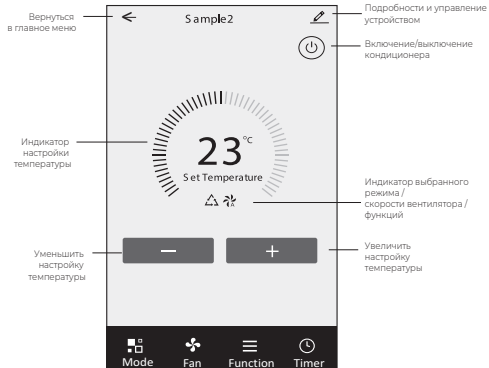 Вернуться
в главное меню
Sample2
Подробности и управление
устройством
Включение/выключение
кондиционера
Индикатор
настройки
температуры
23°C
Set Temperature
A
Индикатор выбранного
режима /
скорости вентилятора /
функций
Уменьшить
настройку
температуры
Увеличить
настройку
температуры
Mode
Fan
Function
Timer